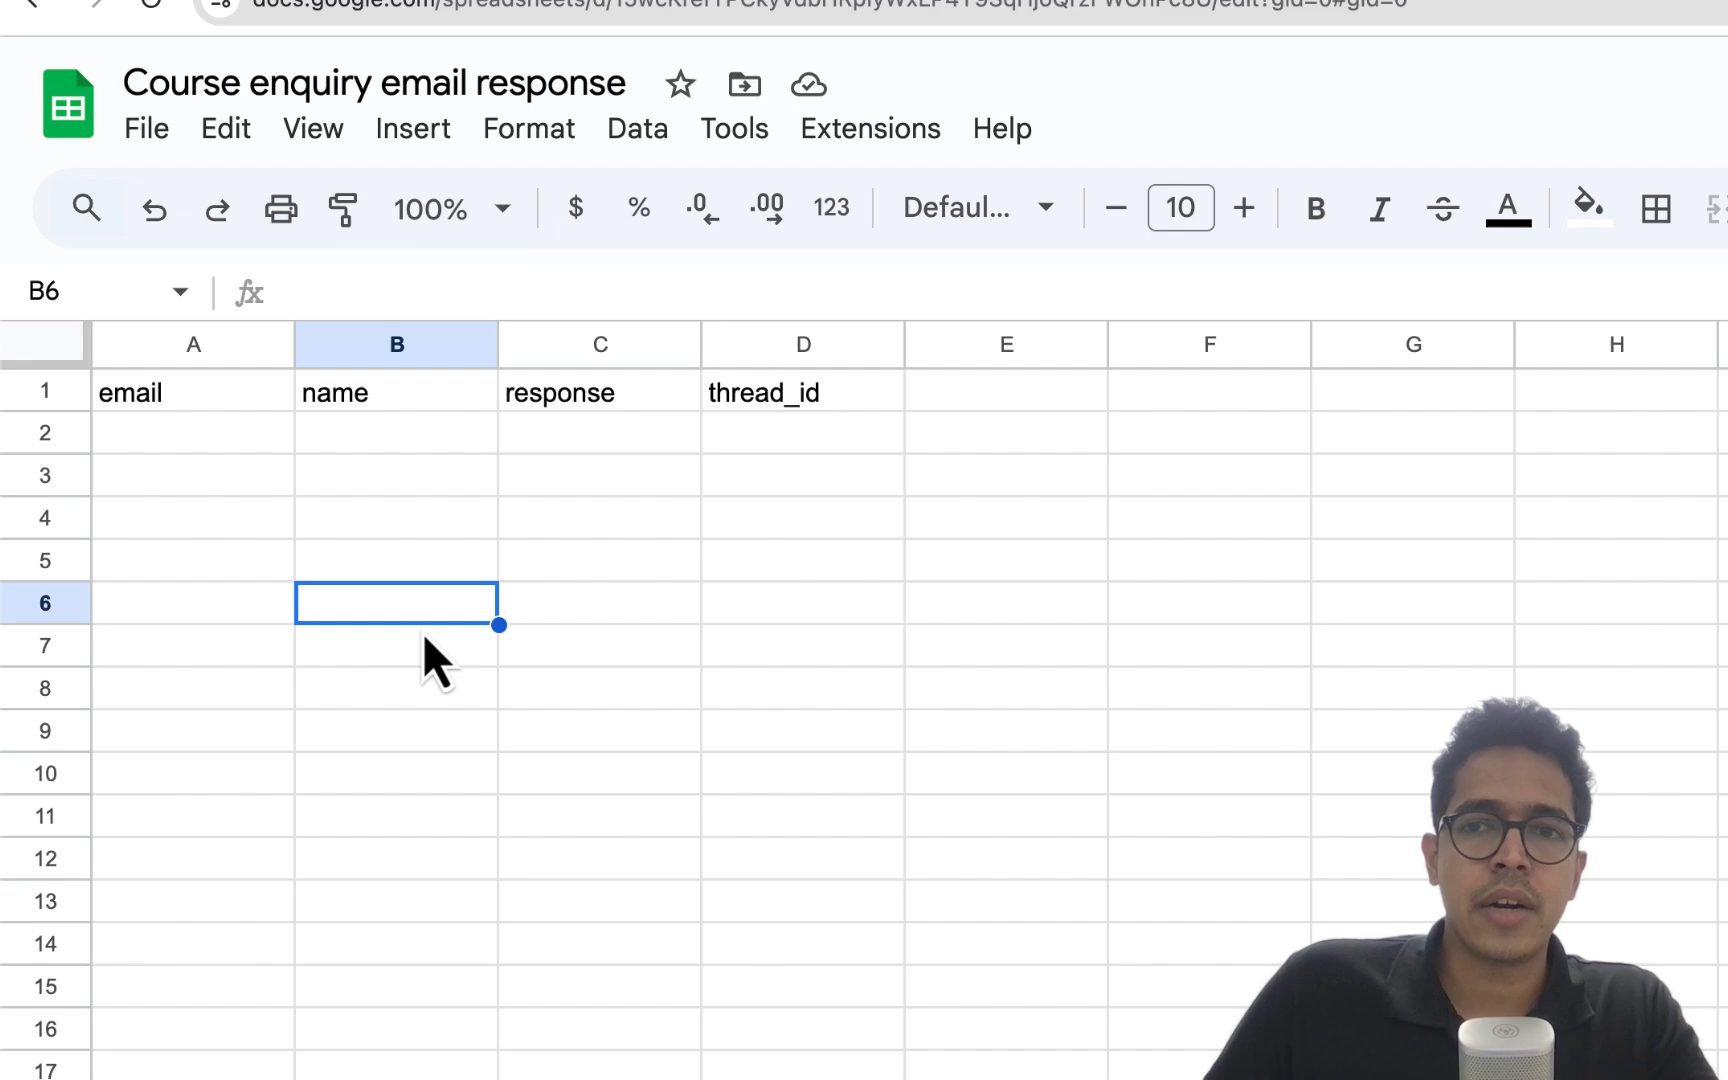 Course enquiry email response
File Edit View Insert Format Data Tools Extensions Help
100% $ % .0 .00 123 Defaul... − 10 + B I A
B6 fx
A B C D E F G H
1 email name response thread_id
2
3
4
5
6
7
8
9
10
11
12
13
14
15
16
17